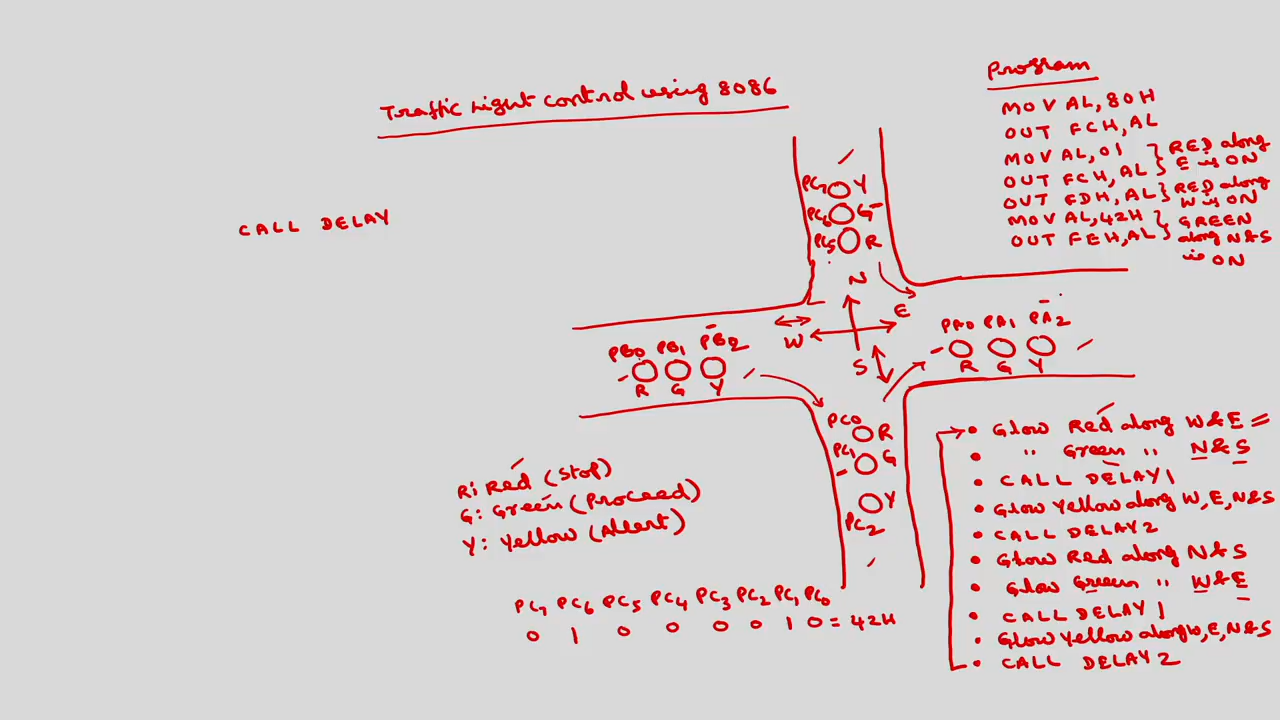 Traffic Light Control using 8086
CALL DELAY
Program
MOV AL, 80H
OUT FCH, AL
MOV AL, 01
OUT FCH, AL } RED along E is ON
OUT FDH, AL } RED along W is ON
MOV AL, 42H
OUT FEH, AL } GREEN along N&S is ON
PC7 Y
PC6 G
PC5 R
N
E
W
S
PB0 PB1 PB2
R G Y
PA0 PA1 PA2
R G Y
PC0 R
PC1 G
Y
PC2
R: Red (Stop)
G: Green (Proceed)
Y: Yellow (Allert)
PC7 PC6 PC5 PC4 PC3 PC2 PC1 PC0
0 1 0 0 0 0 1 0 = 42H
• Glow Red along W & E =
• " Green " N & S
• CALL DELAY 1
• Glow Yellow along W, E, N & S
• CALL DELAY 2
• Glow Red along N & S
• Glow Green " W & E
• CALL DELAY 1
• Glow Yellow along W, E, N & S
• CALL DELAY 2